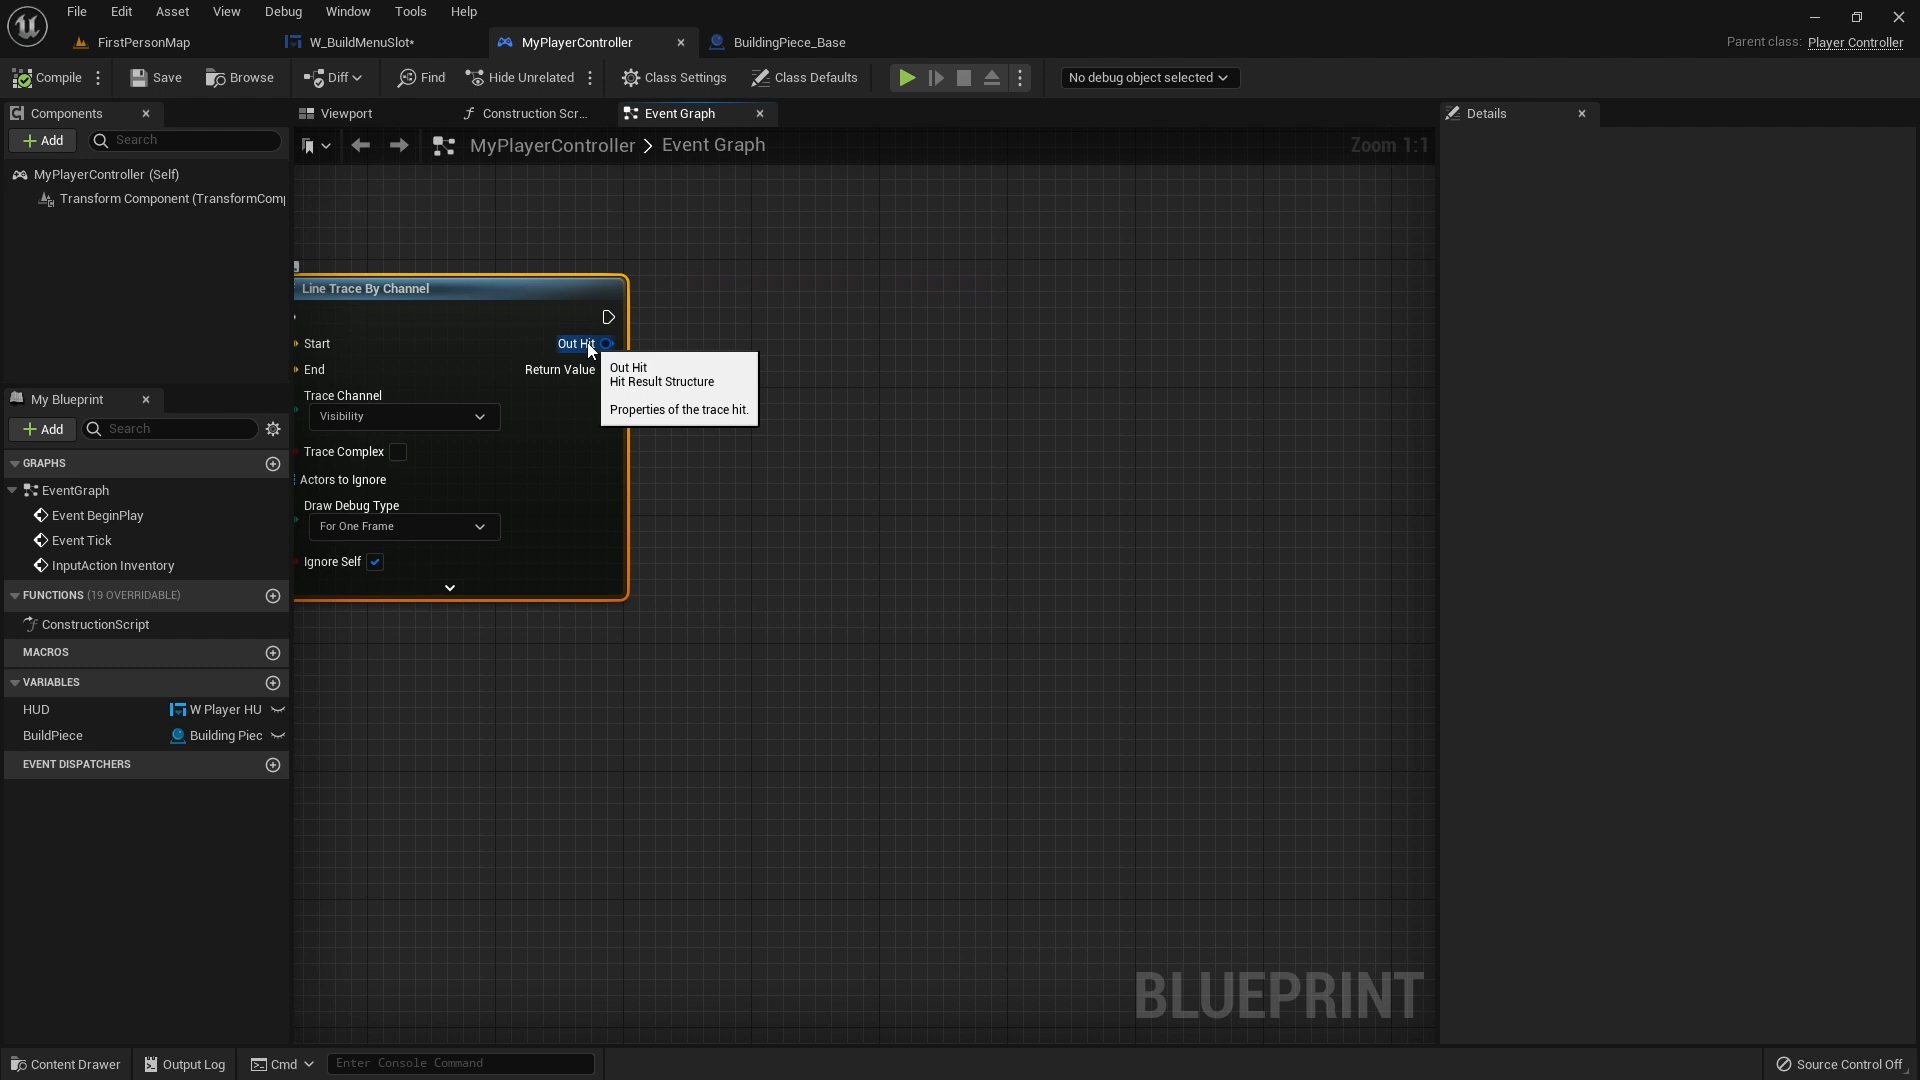 File Edit Asset View Debug Window Tools Help
FirstPersonMap W_BuildMenuSlot* MyPlayerController BuildingPiece_Base Parent class: Player Controller
Compile Save Browse Diff Find Hide Unrelated Class Settings Class Defaults No debug object selected
Components Viewport Construction Scr... Event Graph Details
Add Search MyPlayerController > Event Graph Zoom 1:1
MyPlayerController (Self)
Transform Component (TransformComp
Line Trace By Channel
Start Out Hit
End Return Value
Out Hit
Hit Result Structure
Properties of the trace hit.
Trace Channel
Visibility
Trace Complex
Actors to Ignore
Draw Debug Type
For One Frame
Ignore Self
My Blueprint
Add Search
GRAPHS
EventGraph
Event BeginPlay
Event Tick
InputAction Inventory
FUNCTIONS (19 OVERRIDABLE)
ConstructionScript
MACROS
VARIABLES
HUD W Player HU
BuildPiece Building Piec
EVENT DISPATCHERS
BLUEPRINT
Content Drawer Output Log Cmd Enter Console Command Source Control Off